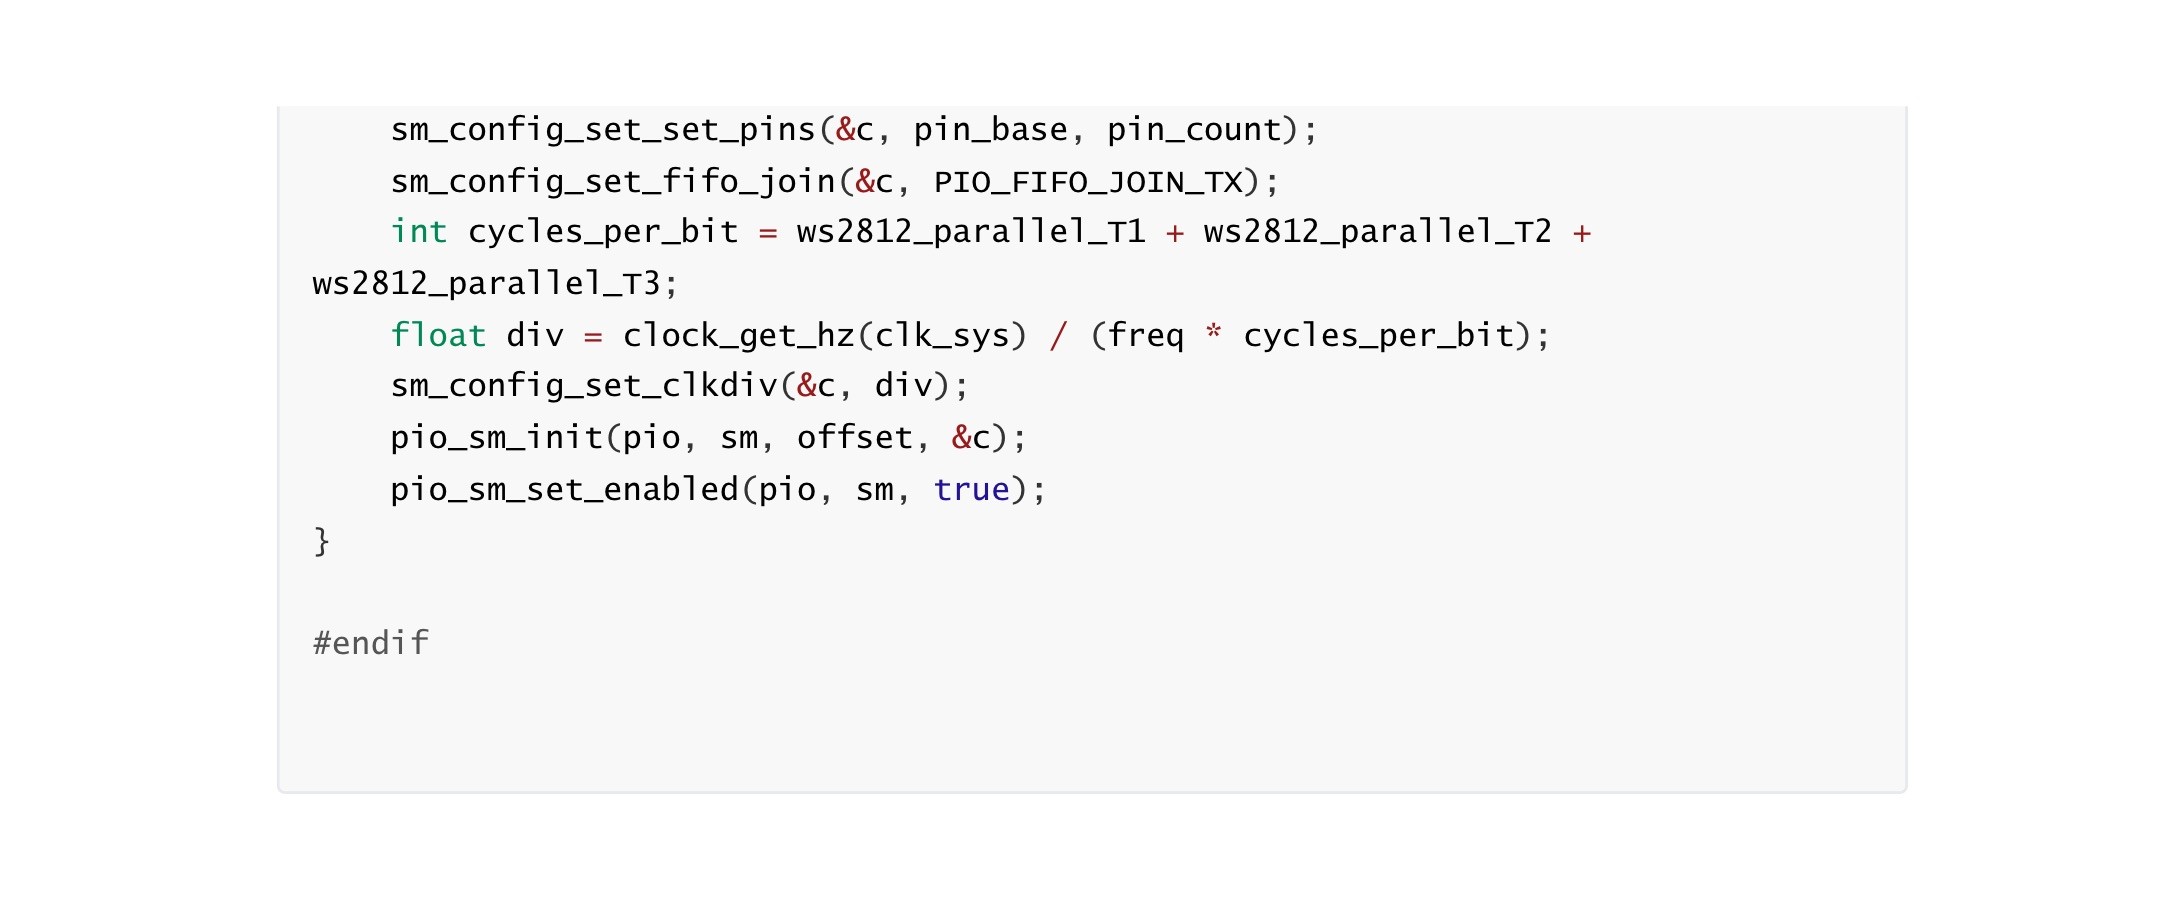 sm_config_set_set_pins(&c, pin_base, pin_count);
    sm_config_set_fifo_join(&c, PIO_FIFO_JOIN_TX);
    int cycles_per_bit = ws2812_parallel_T1 + ws2812_parallel_T2 +
ws2812_parallel_T3;
    float div = clock_get_hz(clk_sys) / (freq * cycles_per_bit);
    sm_config_set_clkdiv(&c, div);
    pio_sm_init(pio, sm, offset, &c);
    pio_sm_set_enabled(pio, sm, true);
}
#endif